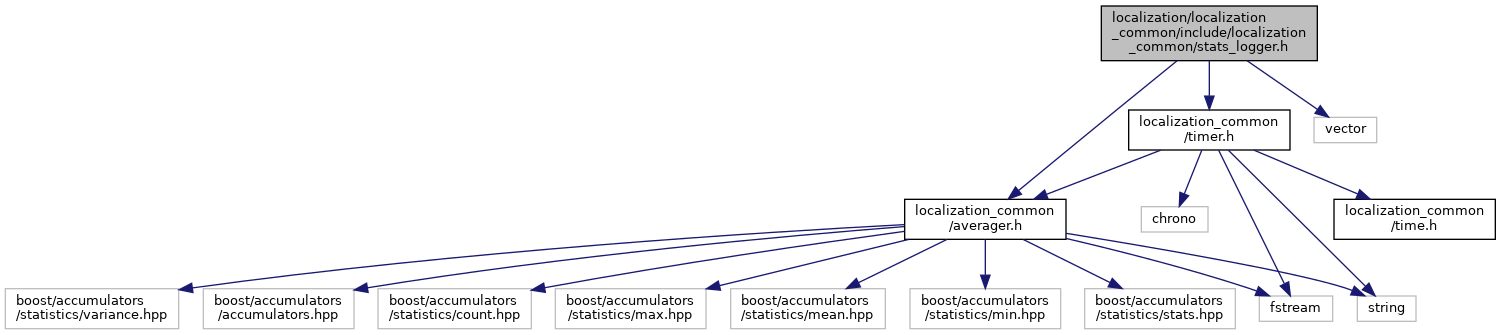 localization/localization
_common/include/localization
_common/stats_logger.h
localization_common
/timer.h
vector
localization_common
/averager.h
chrono
localization_common
/time.h
boost/accumulators
/statistics/variance.hpp
boost/accumulators
/accumulators.hpp
boost/accumulators
/statistics/count.hpp
boost/accumulators
/statistics/max.hpp
boost/accumulators
/statistics/mean.hpp
boost/accumulators
/statistics/min.hpp
boost/accumulators
/statistics/stats.hpp
fstream
string